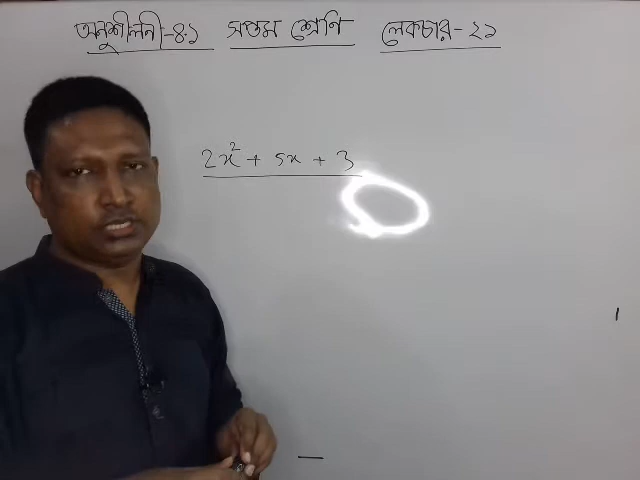 অনুশীলনী-৪.১ সপ্তম শ্রেণি লেকচার-২১
2x² + 5x + 3